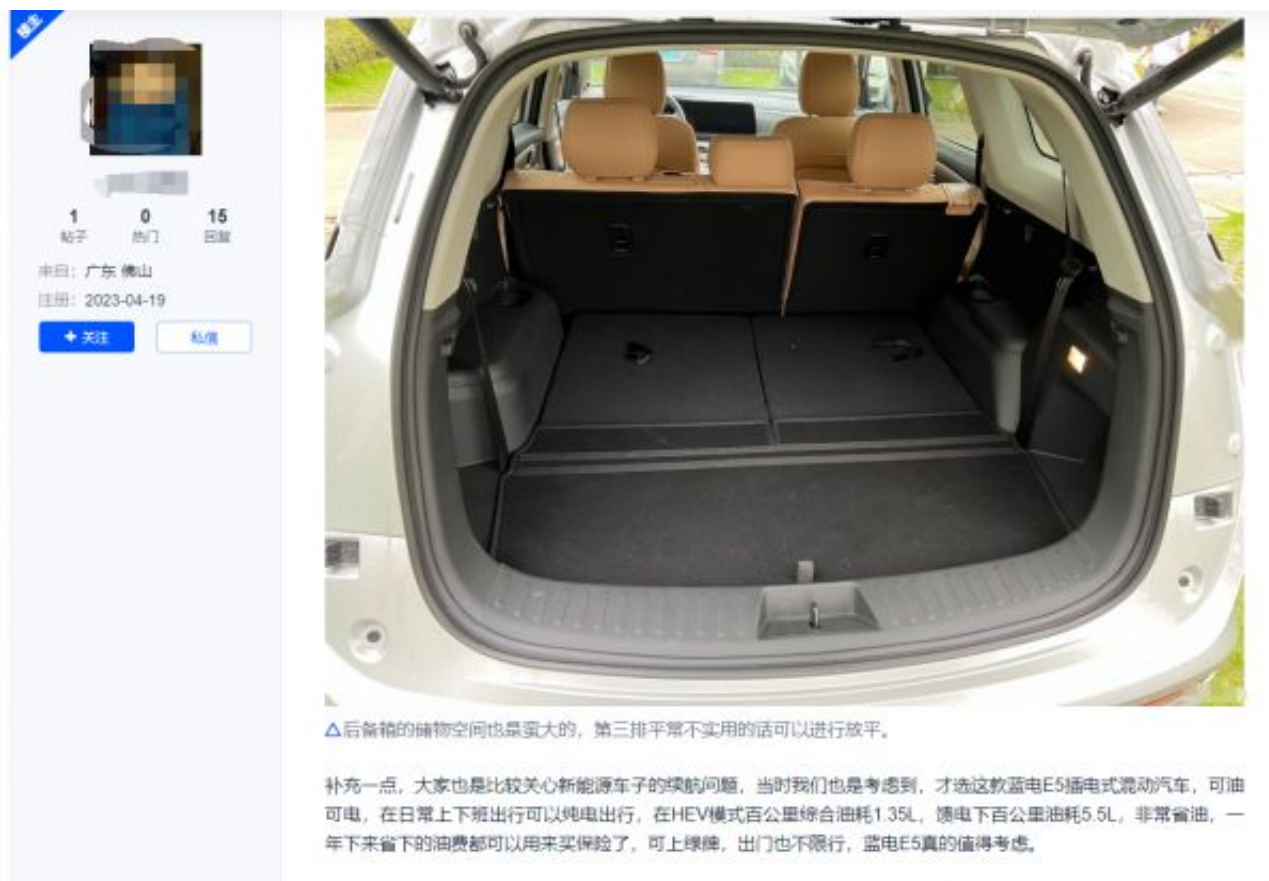 楼主
1 0 15
帖子 热门 回复
来自：广东 佛山
注册：2023-04-19
+ 关注 私信
△后备箱的储物空间也是蛮大的，第三排平常不实用的话可以进行放平。
补充一点，大家也是比较关心新能源车子的续航问题，当时我们也是考虑到，才选这款蓝电E5插电式混动汽车，可油
可电，在日常上下班出行可以纯电出行，在HEV模式百公里综合油耗1.35L，馈电下百公里油耗5.5L，非常省油，一
年下来省下的油费都可以用来买保险了，可上绿牌，出门也不限行，蓝电E5真的值得考虑。